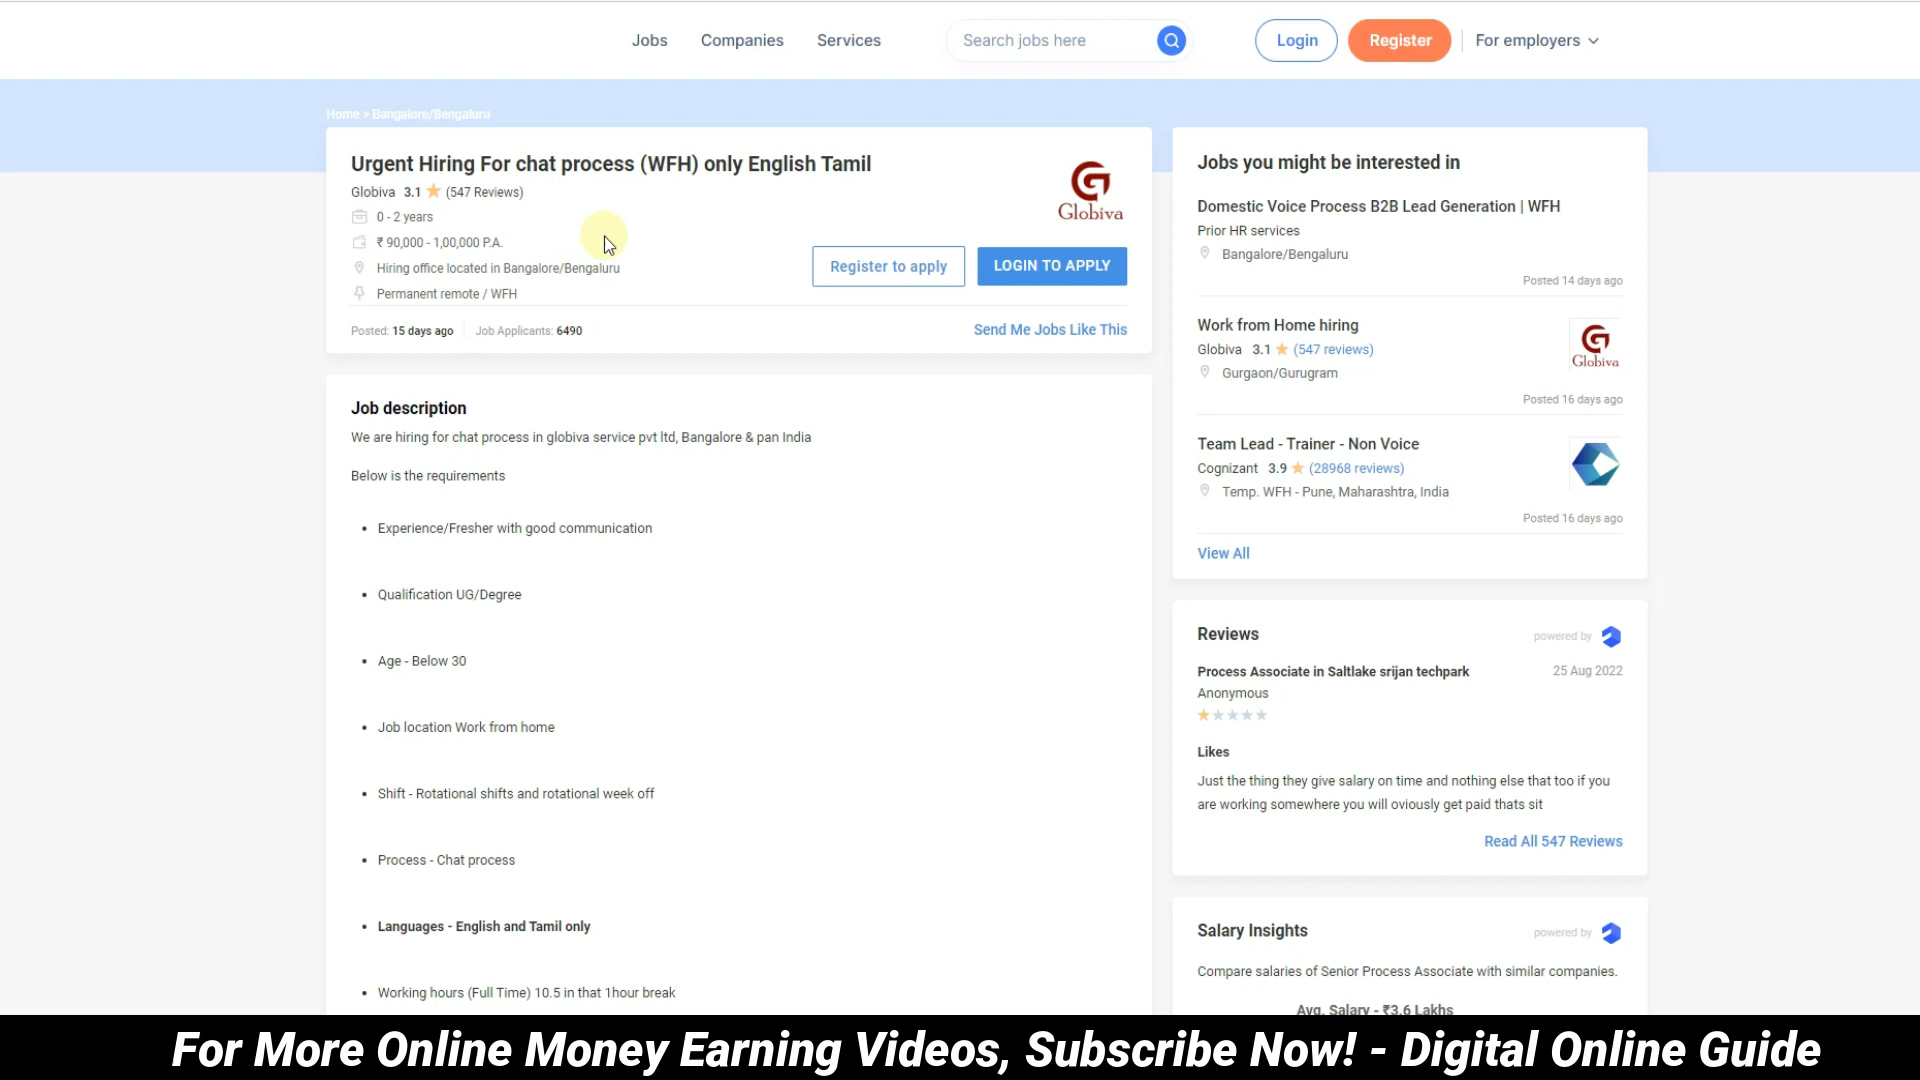 Jobs
Companies
Services
Search jobs here
Login
Register
For employers
Home > Bangalore/Bengaluru
Urgent Hiring For chat process (WFH) only English Tamil
Globiva 3.1 (547 Reviews)
0 - 2 years
₹ 90,000 - 1,00,000 P.A.
Hiring office located in Bangalore/Bengaluru
Permanent remote / WFH
Globiva
Register to apply
LOGIN TO APPLY
Posted: 15 days ago
Job Applicants: 6490
Send Me Jobs Like This
Job description
We are hiring for chat process in globiva service pvt ltd, Bangalore & pan India
Below is the requirements
• Experience/Fresher with good communication
• Qualification UG/Degree
• Age - Below 30
• Job location Work from home
• Shift - Rotational shifts and rotational week off
• Process - Chat process
• Languages - English and Tamil only
• Working hours (Full Time) 10.5 in that 1hour break
Jobs you might be interested in
Domestic Voice Process B2B Lead Generation | WFH
Prior HR services
Bangalore/Bengaluru
Posted 14 days ago
Work from Home hiring
Globiva 3.1 (547 reviews)
Gurgaon/Gurugram
Globiva
Posted 16 days ago
Team Lead - Trainer - Non Voice
Cognizant 3.9 (28968 reviews)
Temp. WFH - Pune, Maharashtra, India
Posted 16 days ago
View All
Reviews
powered by
Process Associate in Saltlake srijan techpark
25 Aug 2022
Anonymous
Likes
Just the thing they give salary on time and nothing else that too if you
are working somewhere you will oviously get paid thats sit
Read All 547 Reviews
Salary Insights
powered by
Compare salaries of Senior Process Associate with similar companies.
Avg. Salary - ₹3.6 Lakhs
For More Online Money Earning Videos, Subscribe Now! - Digital Online Guide